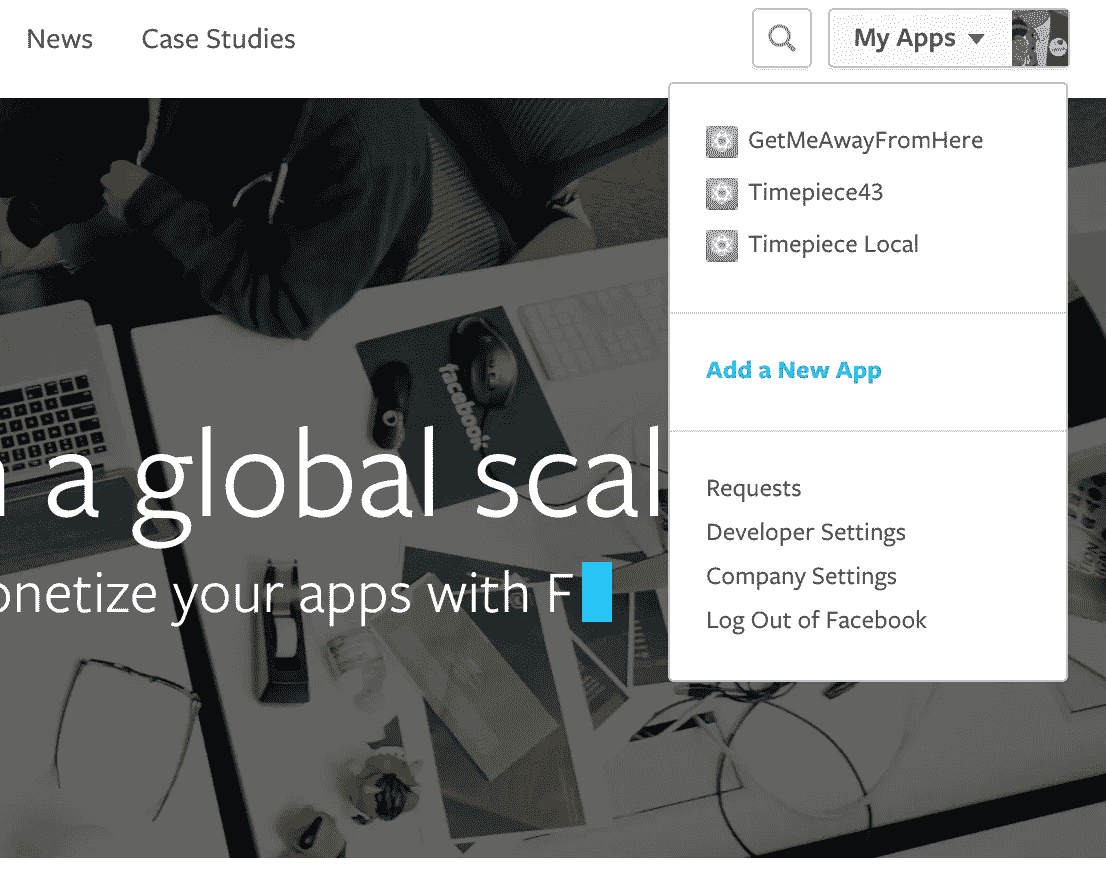 News Case Studies My Apps
GetMeAwayFromHere
Timepiece43
Timepiece Local
Add a New App
facebook
a global scal
onetize your apps with F
Requests
Developer Settings
Company Settings
Log Out of Facebook